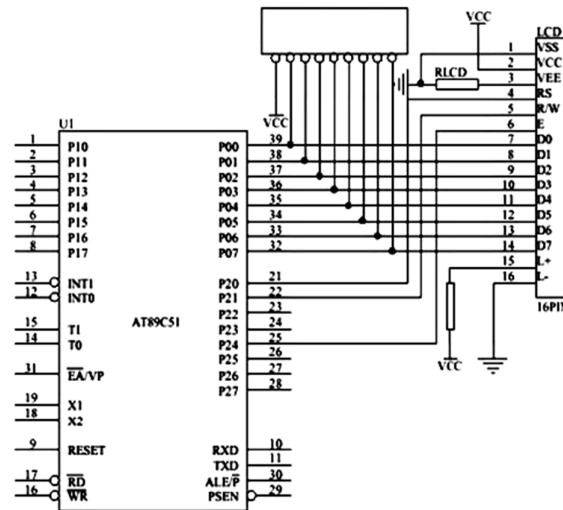 LCD
VCC
1 VSS
2 VCC
RLCD 3 VEE
4 RS
5 R/W
6 E
7 D0
8 D1
9 D2
10 D3
11 D4
12 D5
13 D6
14 D7
15 L+
16 L-
VCC
VCC
U1
AT89C51
1 P10
2 P11
3 P12
4 P13
5 P14
6 P15
7 P16
8 P17
13 INT1
12 INT0
15 T1
14 T0
31 EA/VP
19 X1
18 X2
9 RESET
17 RD
16 WR
P00 39
P01 38
P02 37
P03 36
P04 35
P05 34
P06 33
P07 32
P20 21
P21 22
P22 23
P23 24
P24 25
P25 26
P26 27
P27 28
RXD 10
TXD 11
ALE/P 30
PSEN 29